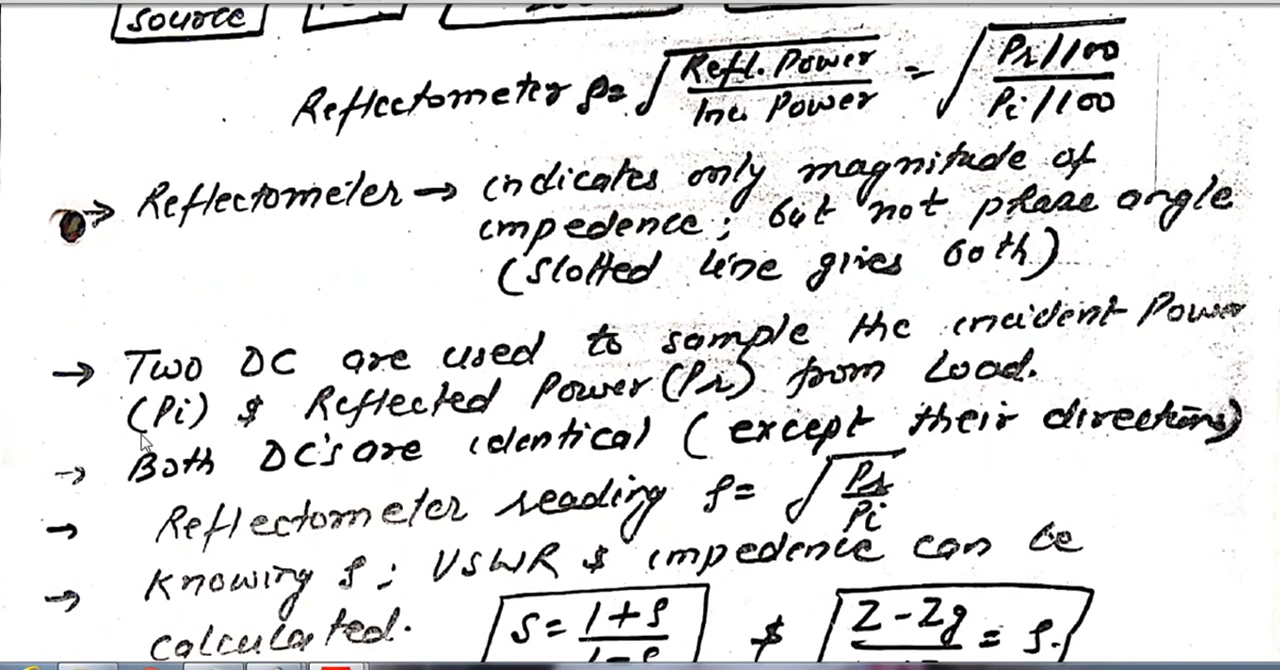 source
Reflectometer ρ = √ Refl. Power / Inc. Power = √ Pr/100 / Pi/100
→ Reflectometer → indicates only magnitude of
impedence; but not phase angle
(slotted line gives both)
→ Two DC are used to sample the incident Power
(Pi) & Reflected Power (Pr) from Load.
→ Both DC's are identical (except their directions)
→ Reflectometer reading ρ = √ Pr / Pi
→ Knowing ρ; VSWR & impedence can be
calculated. S = 1+ρ / 1-ρ & Z-Zg = ρ.